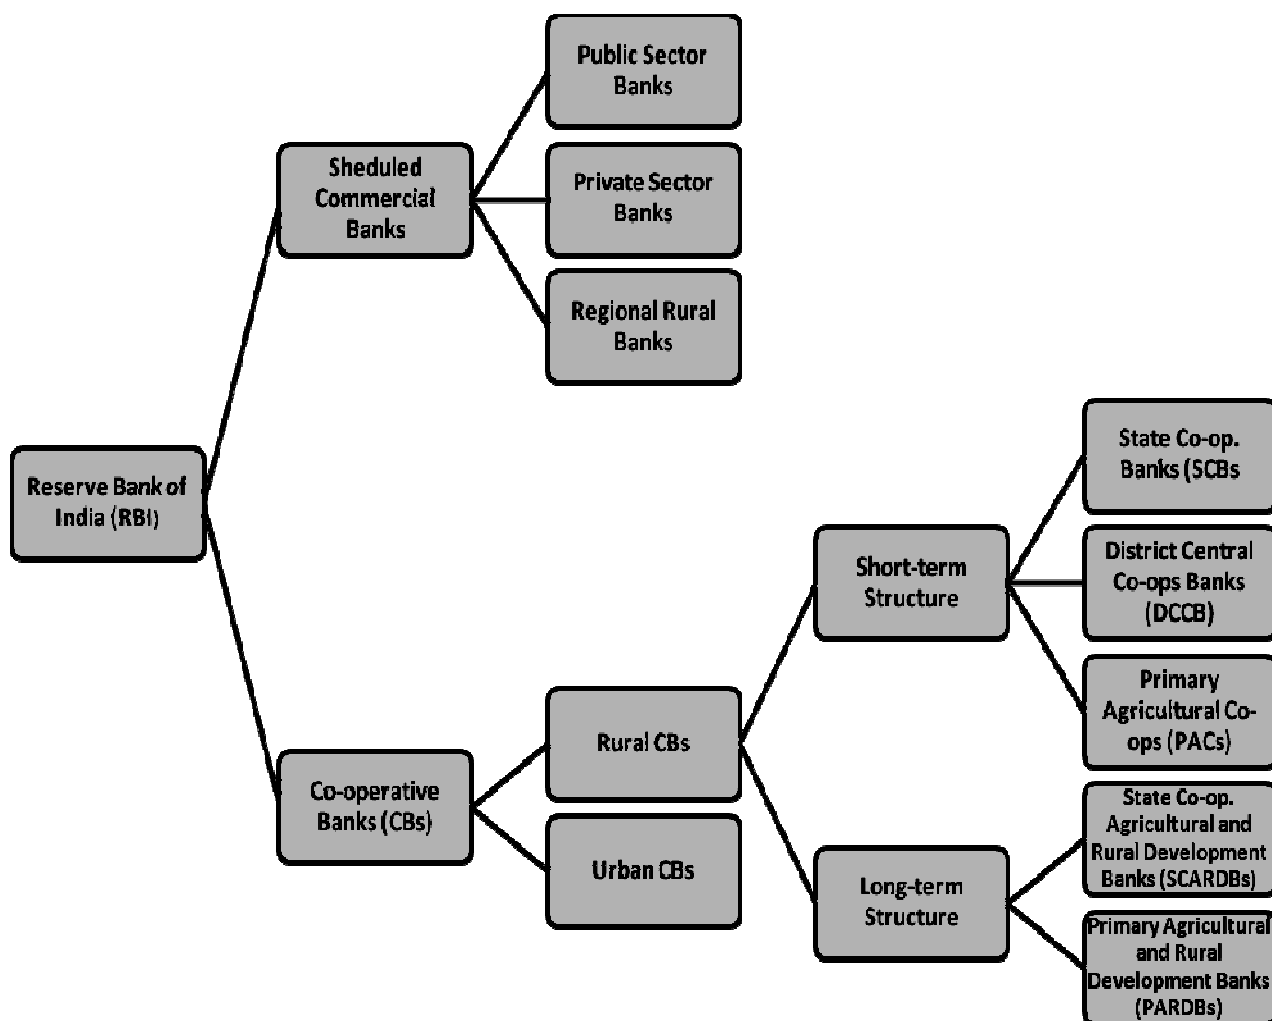 Public Sector
Banks
Sheduled
Commercial
Banks
Private Sector
Banks
Regional Rural
Banks
Reserve Bank of
India (RBI)
State Co-op.
Banks (SCBs
Short-term
Structure
District Central
Co-ops Banks
(DCCB)
Primary
Agricultural Co-
ops (PACs)
Rural CBs
Co-operative
Banks (CBs)
Urban CBs
Long-term
Structure
State Co-op.
Agricultural and
Rural Development
Banks (SCARDBs)
Primary Agricultural
and Rural
Development Banks
(PARDBs)